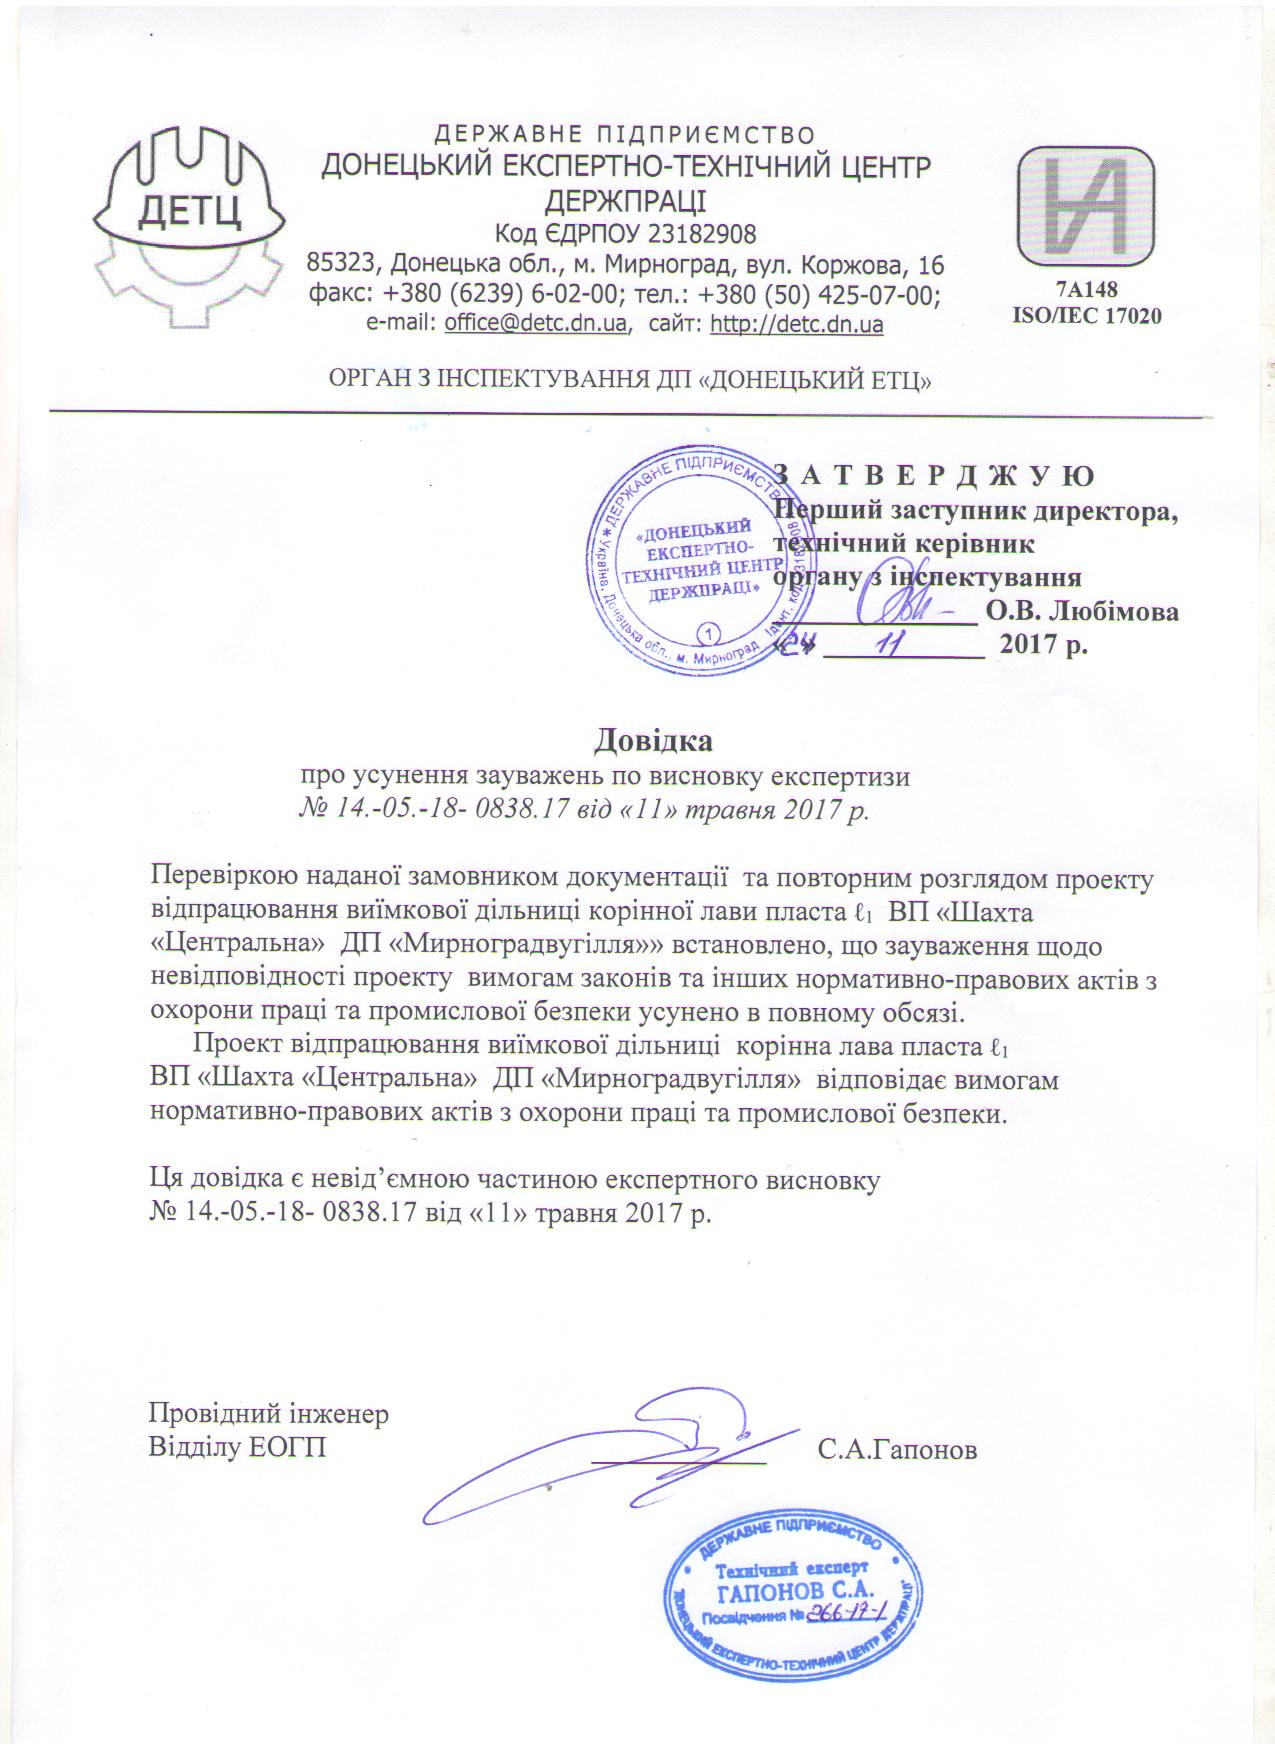 ДЕРЖАВНЕ ПІДПРИЄМСТВО
ДОНЕЦЬКИЙ ЕКСПЕРТНО-ТЕХНІЧНИЙ ЦЕНТР
ДЕРЖПРАЦІ
Код ЄДРПОУ 23182908
85323, Донецька обл., м. Мирноград, вул. Коржова, 16
факс: +380 (6239) 6-02-00; тел.: +380 (50) 425-07-00;
e-mail: office@detc.dn.ua, сайт: http://detc.dn.ua
ДЕТЦ
7А148
ISO/IEC 17020
ОРГАН З ІНСПЕКТУВАННЯ ДП «ДОНЕЦЬКИЙ ЕТЦ»
З А Т В Е Р Д Ж У Ю
Перший заступник директора,
технічний керівник
органу з інспектування
О.В. Любімова
«24» 11 2017 р.
ДЕРЖАВНЕ ПІДПРИЄМСТВО
«ДОНЕЦЬКИЙ
ЕКСПЕРТНО-
ТЕХНІЧНИЙ ЦЕНТР
ДЕРЖПРАЦІ»
1
Україна, Донецька обл., м. Мирноград
Довідка
про усунення зауважень по висновку експертизи
№ 14.-05.-18- 0838.17 від «11» травня 2017 р.
Перевіркою наданої замовником документації та повторним розглядом проекту
відпрацювання виїмкової дільниці корінної лави пласта ℓ₁ ВП «Шахта
«Центральна» ДП «Мирноградвугілля»» встановлено, що зауваження щодо
невідповідності проекту вимогам законів та інших нормативно-правових актів з
охорони праці та промислової безпеки усунено в повному обсязі.
Проект відпрацювання виїмкової дільниці корінна лава пласта ℓ₁
ВП «Шахта «Центральна» ДП «Мирноградвугілля» відповідає вимогам
нормативно-правових актів з охорони праці та промислової безпеки.
Ця довідка є невід’ємною частиною експертного висновку
№ 14.-05.-18- 0838.17 від «11» травня 2017 р.
Провідний інженер
Відділу ЕОГП
С.А.Гапонов
ДЕРЖАВНЕ ПІДПРИЄМСТВО
Технічний експерт
ГАПОНОВ С.А.
Посвідчення № 266-17-1
"ДОНЕЦЬКИЙ ЕКСПЕРТНО-ТЕХНІЧНИЙ ЦЕНТР ДЕРЖПРАЦІ"